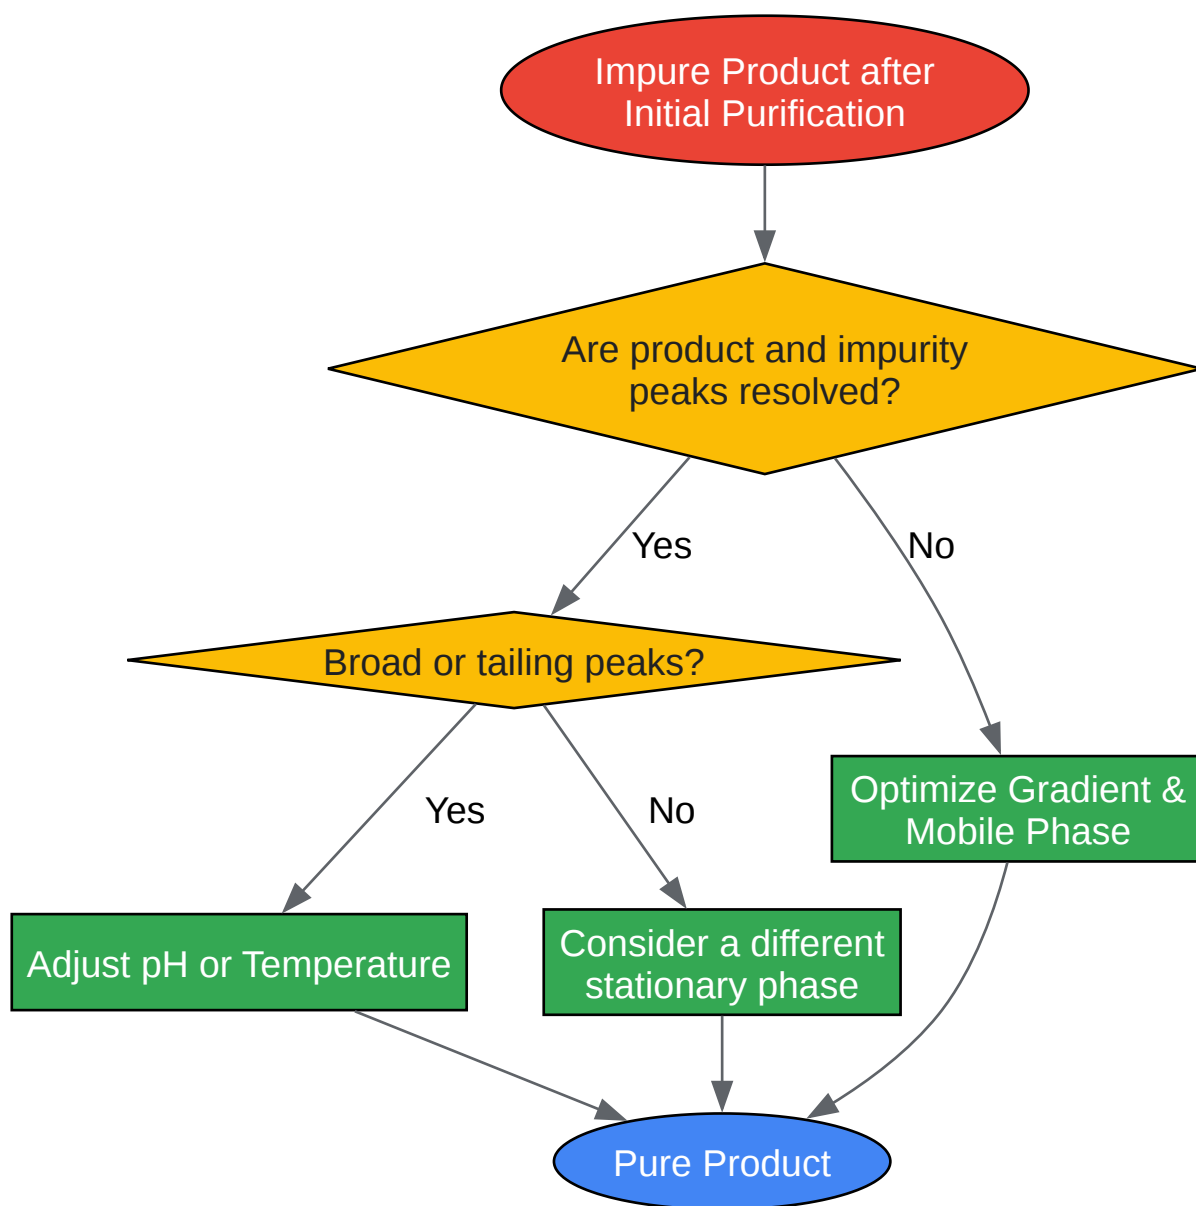 Impure Product after
Initial Purification
Are product and impurity
peaks resolved?
Yes
No
Broad or tailing peaks?
Yes
No
Optimize Gradient &
Mobile Phase
Adjust pH or Temperature
Consider a different
stationary phase
Pure Product